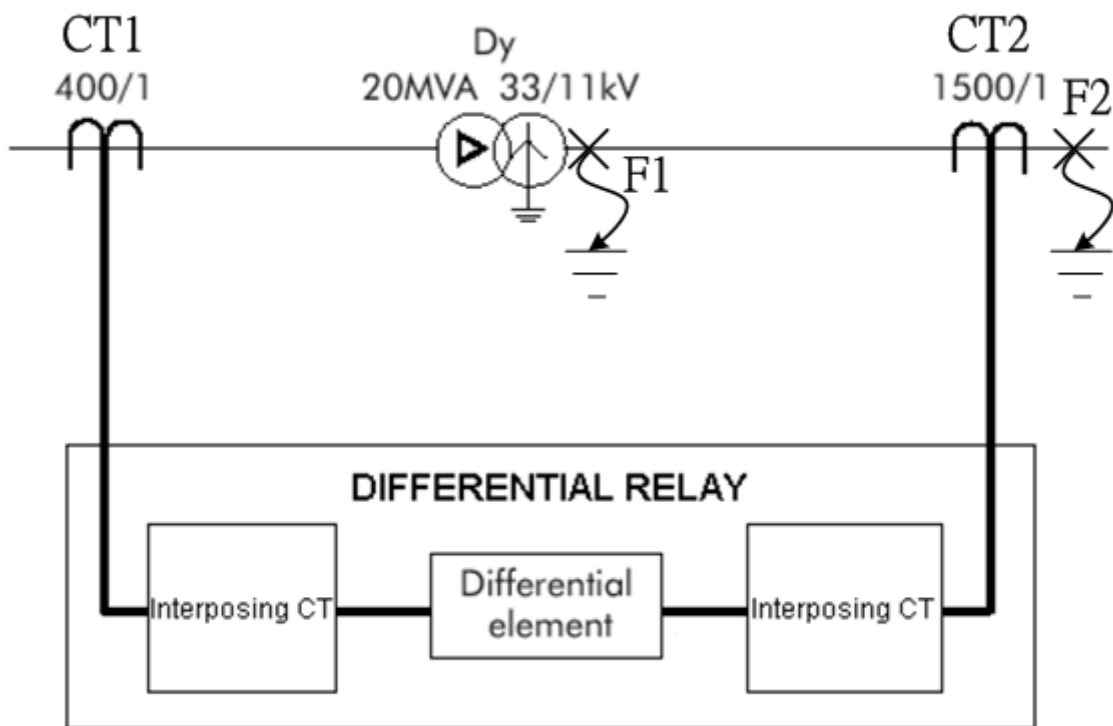 CT1
400/1
Dy
20MVA 33/11kV
CT2
1500/1
F2
F1
DIFFERENTIAL RELAY
Interposing CT
Differential
element
Interposing CT